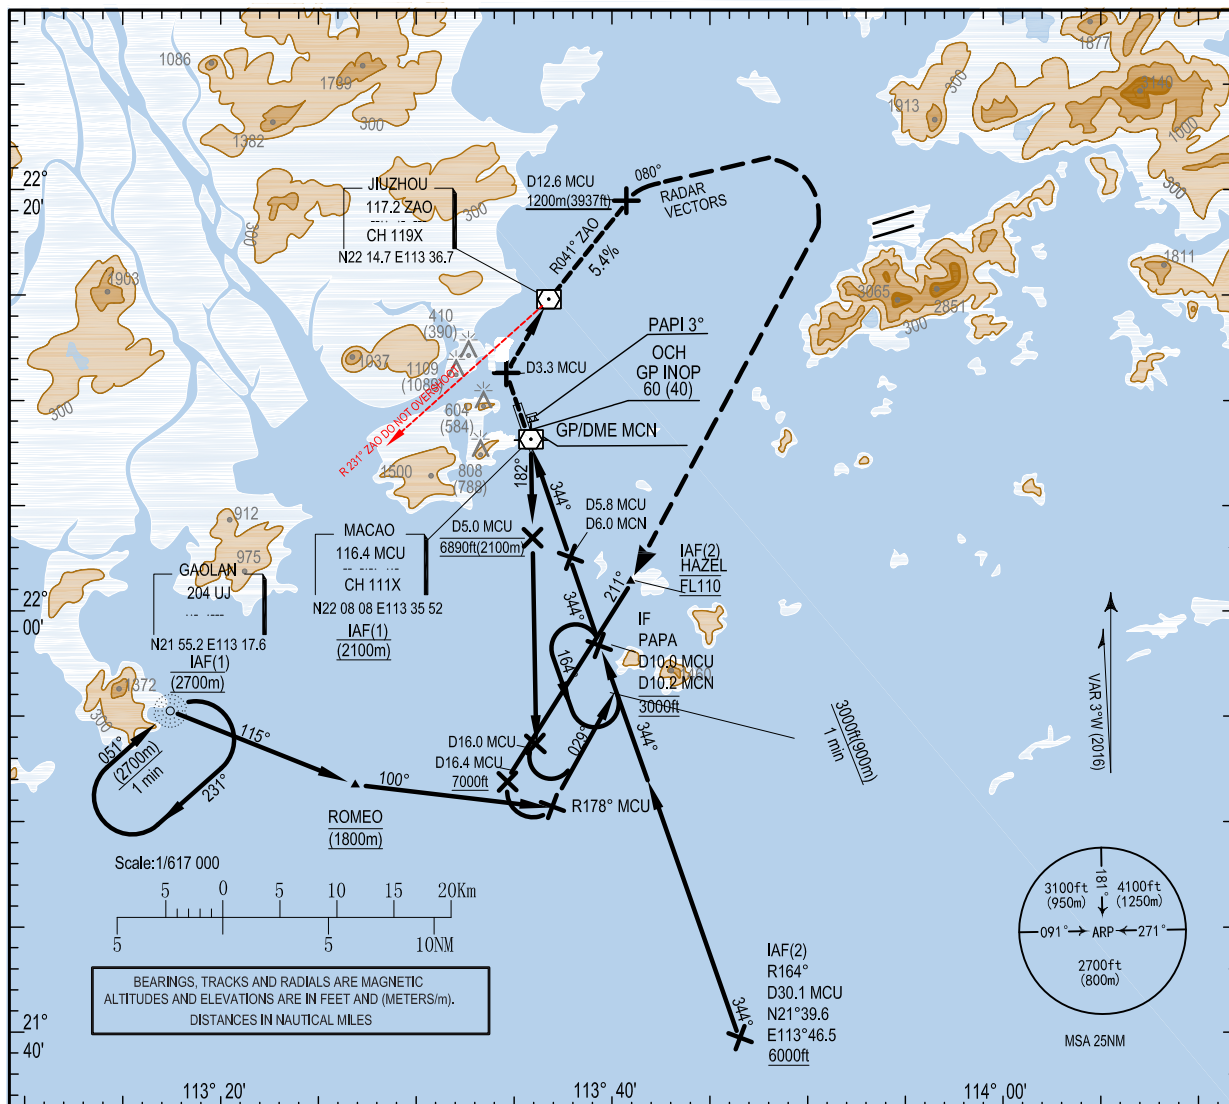 1086
1739
1382
300
1877
1140
300
1913
1000
300
22°
20'
JIUZHOU
117.2 ZAO
CH 119X
N22 14.7 E113 36.7
300
300
D12.6 MCU
1200m(3937ft)
080°
RADAR
VECTORS
R041° ZAO
5.4%
1811
3065
2851
300
1903
410
(390)
1037
1109
300
D3.3 MCU
PAPI 3°
OCH
GP INOP
60 (40)
R 231° ZAO DO NOT OVERSHOOT
604
(584)
GP/DME MCN
1500
808
(788)
182°
344°
912
975
MACAO
116.4 MCU
CH 111X
N22 08 08 E113 35 52
IAF(1)
(2100m)
D5.0 MCU
6890ft(2100m)
D5.8 MCU
D6.0 MCN
GAOLAN
204 UJ
N21 55.2 E113 17.6
IAF(1)
(2700m)
22°
00'
IAF(2)
HAZEL
FL110
211°
344°
IF
PAPA
D10.0 MCU
D10.2 MCN
3000ft
164°
1372
300
051°
(2700m)
1 min
231°
115°
100°
ROMEO
(1800m)
D16.0 MCU
D16.4 MCU
7000ft
029°
344°
R178° MCU
3000ft(900m)
1 min
VAR 3°W (2016)
Scale:1/617 000
5 0 5 10 15 20Km
5 5 10NM
BEARINGS, TRACKS AND RADIALS ARE MAGNETIC
ALTITUDES AND ELEVATIONS ARE IN FEET AND (METERS/m).
DISTANCES IN NAUTICAL MILES
344°
IAF(2)
R164°
D30.1 MCU
N21°39.6
E113°46.5
6000ft
3100ft
(950m)
181°
4100ft
(1250m)
091° ARP 271°
2700ft
(800m)
MSA 25NM
21°
40'
113° 20' 113° 40' 114° 00'